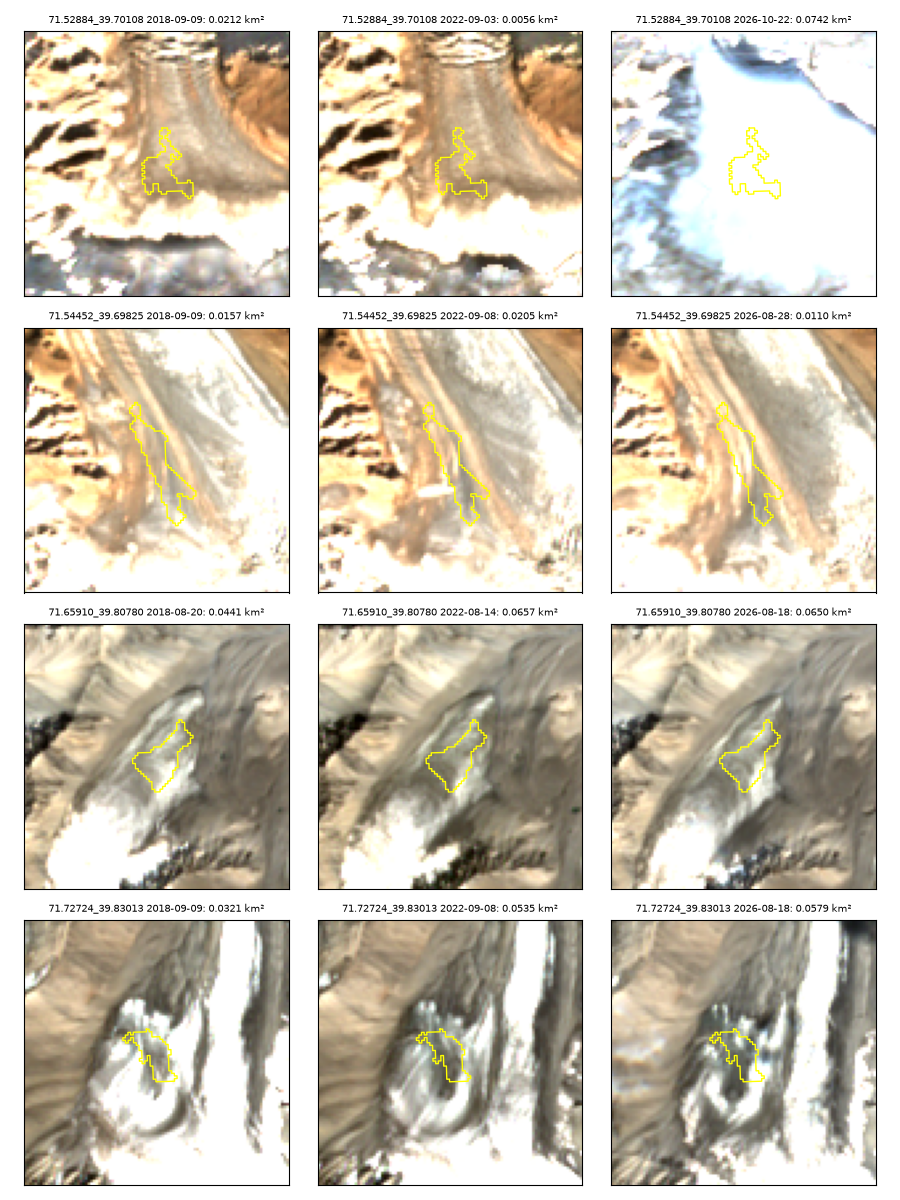 71.52884_39.70108 2018-09-09: 0.0212 km²
71.52884_39.70108 2022-09-03: 0.0056 km²
71.52884_39.70108 2026-10-22: 0.0742 km²
71.54452_39.69825 2018-09-09: 0.0157 km²
71.54452_39.69825 2022-09-08: 0.0205 km²
71.54452_39.69825 2026-08-28: 0.0110 km²
71.65910_39.80780 2018-08-20: 0.0441 km²
71.65910_39.80780 2022-08-14: 0.0657 km²
71.65910_39.80780 2026-08-18: 0.0650 km²
71.72724_39.83013 2018-09-09: 0.0321 km²
71.72724_39.83013 2022-09-08: 0.0535 km²
71.72724_39.83013 2026-08-18: 0.0579 km²